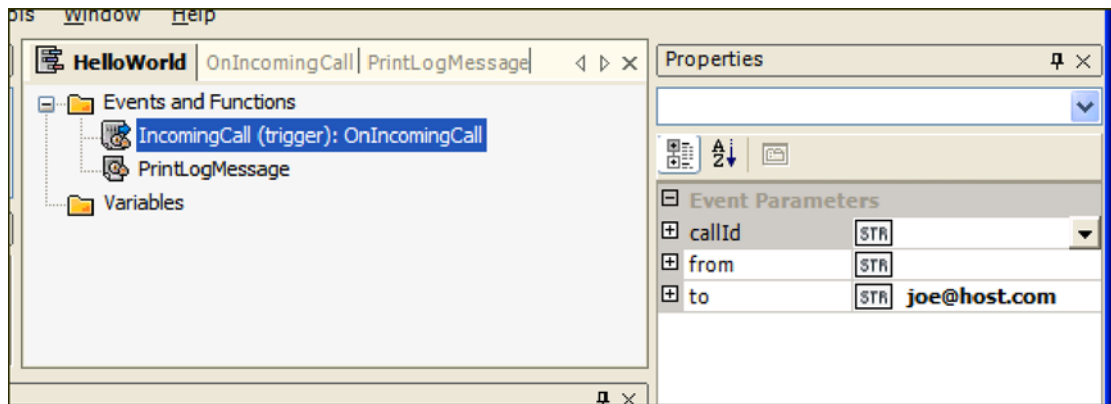 ols Window Help
HelloWorld OnIncomingCall PrintLogMessage
Properties
Events and Functions
IncomingCall (trigger): OnIncomingCall
PrintLogMessage
Variables
A
Z
Event Parameters
callId STR
from STR
to STR joe@host.com